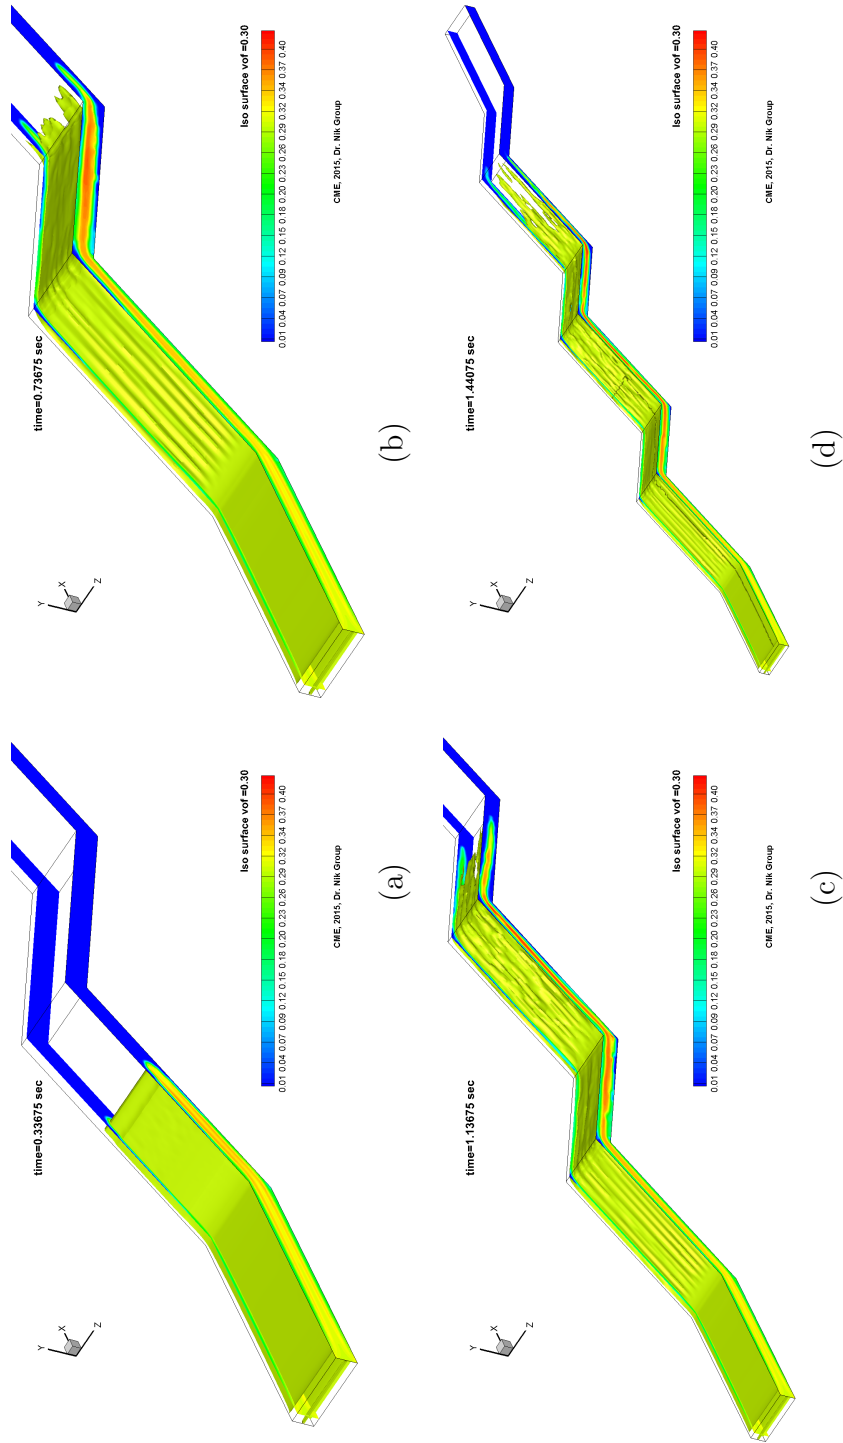 time=0.33675 sec
Y
X
Z
Iso surface vof =0.30
0.01 0.04 0.07 0.09 0.12 0.15 0.18 0.20 0.23 0.26 0.29 0.32 0.34 0.37 0.40
CME, 2015, Dr. Nik Group
(a)
time=0.73675 sec
Y
X
Z
Iso surface vof =0.30
0.01 0.04 0.07 0.09 0.12 0.15 0.18 0.20 0.23 0.26 0.29 0.32 0.34 0.37 0.40
CME, 2015, Dr. Nik Group
(b)
time=1.13675 sec
Y
X
Z
Iso surface vof =0.30
0.01 0.04 0.07 0.09 0.12 0.15 0.18 0.20 0.23 0.26 0.29 0.32 0.34 0.37 0.40
CME, 2015, Dr. Nik Group
(c)
time=1.44075 sec
Y
X
Z
Iso surface vof =0.30
0.01 0.04 0.07 0.09 0.12 0.15 0.18 0.20 0.23 0.26 0.29 0.32 0.34 0.37 0.40
CME, 2015, Dr. Nik Group
(d)